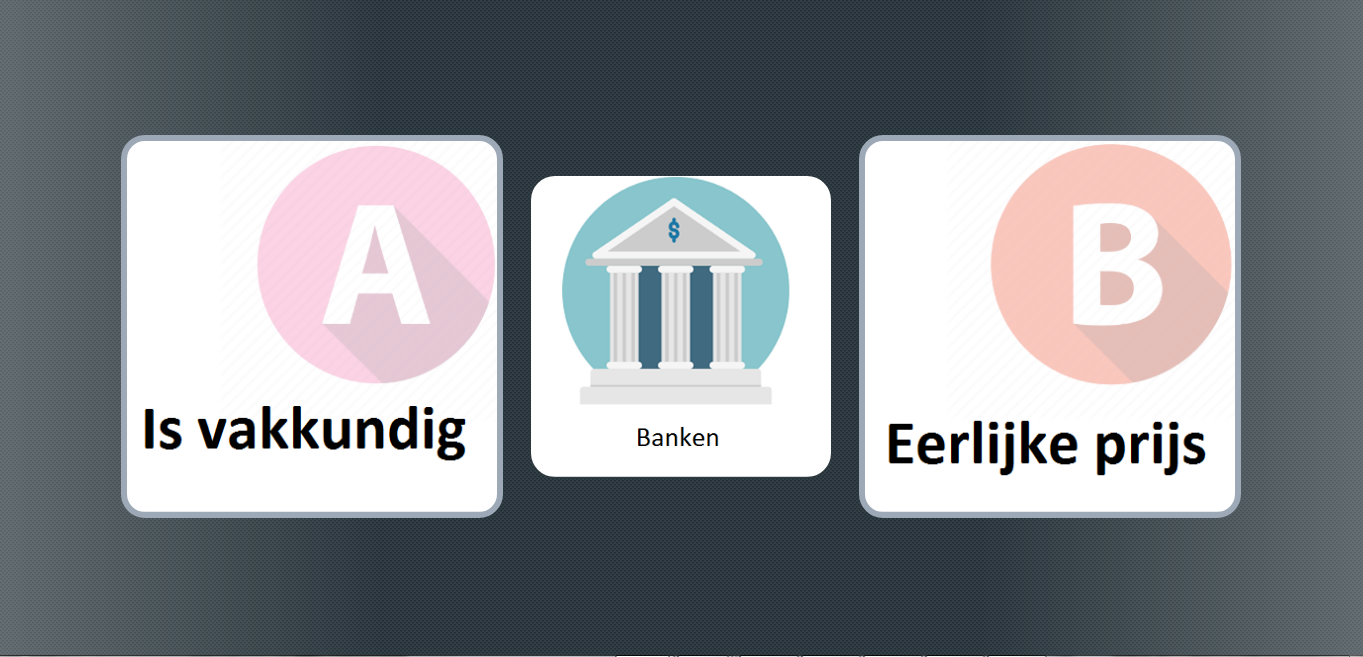 A
Is vakkundig
$
Banken
B
Eerlijke prijs